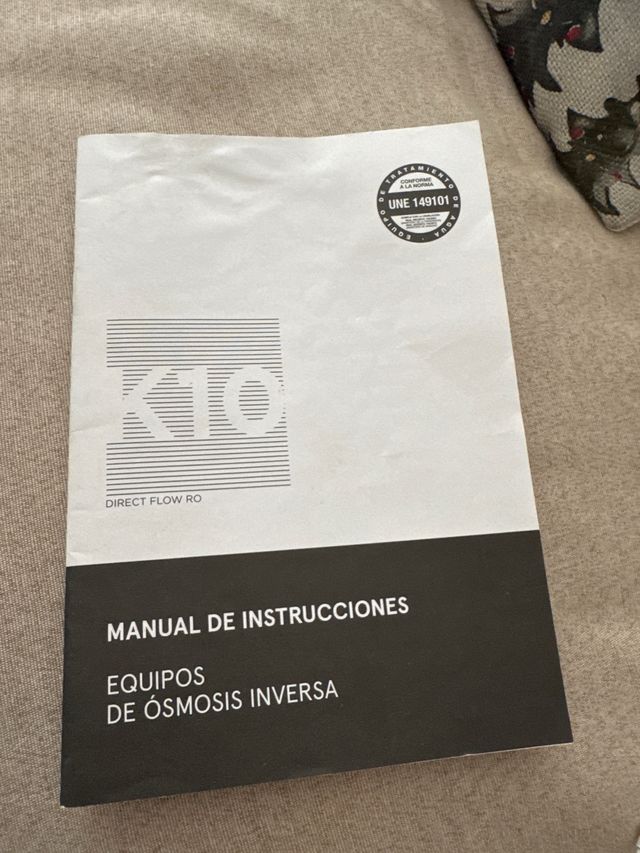 EQUIPO DE TRATAMIENTO DE AGUA
CONFORME
A LA NORMA
UNE 149101
K10
DIRECT FLOW RO
MANUAL DE INSTRUCCIONES
EQUIPOS
DE ÓSMOSIS INVERSA